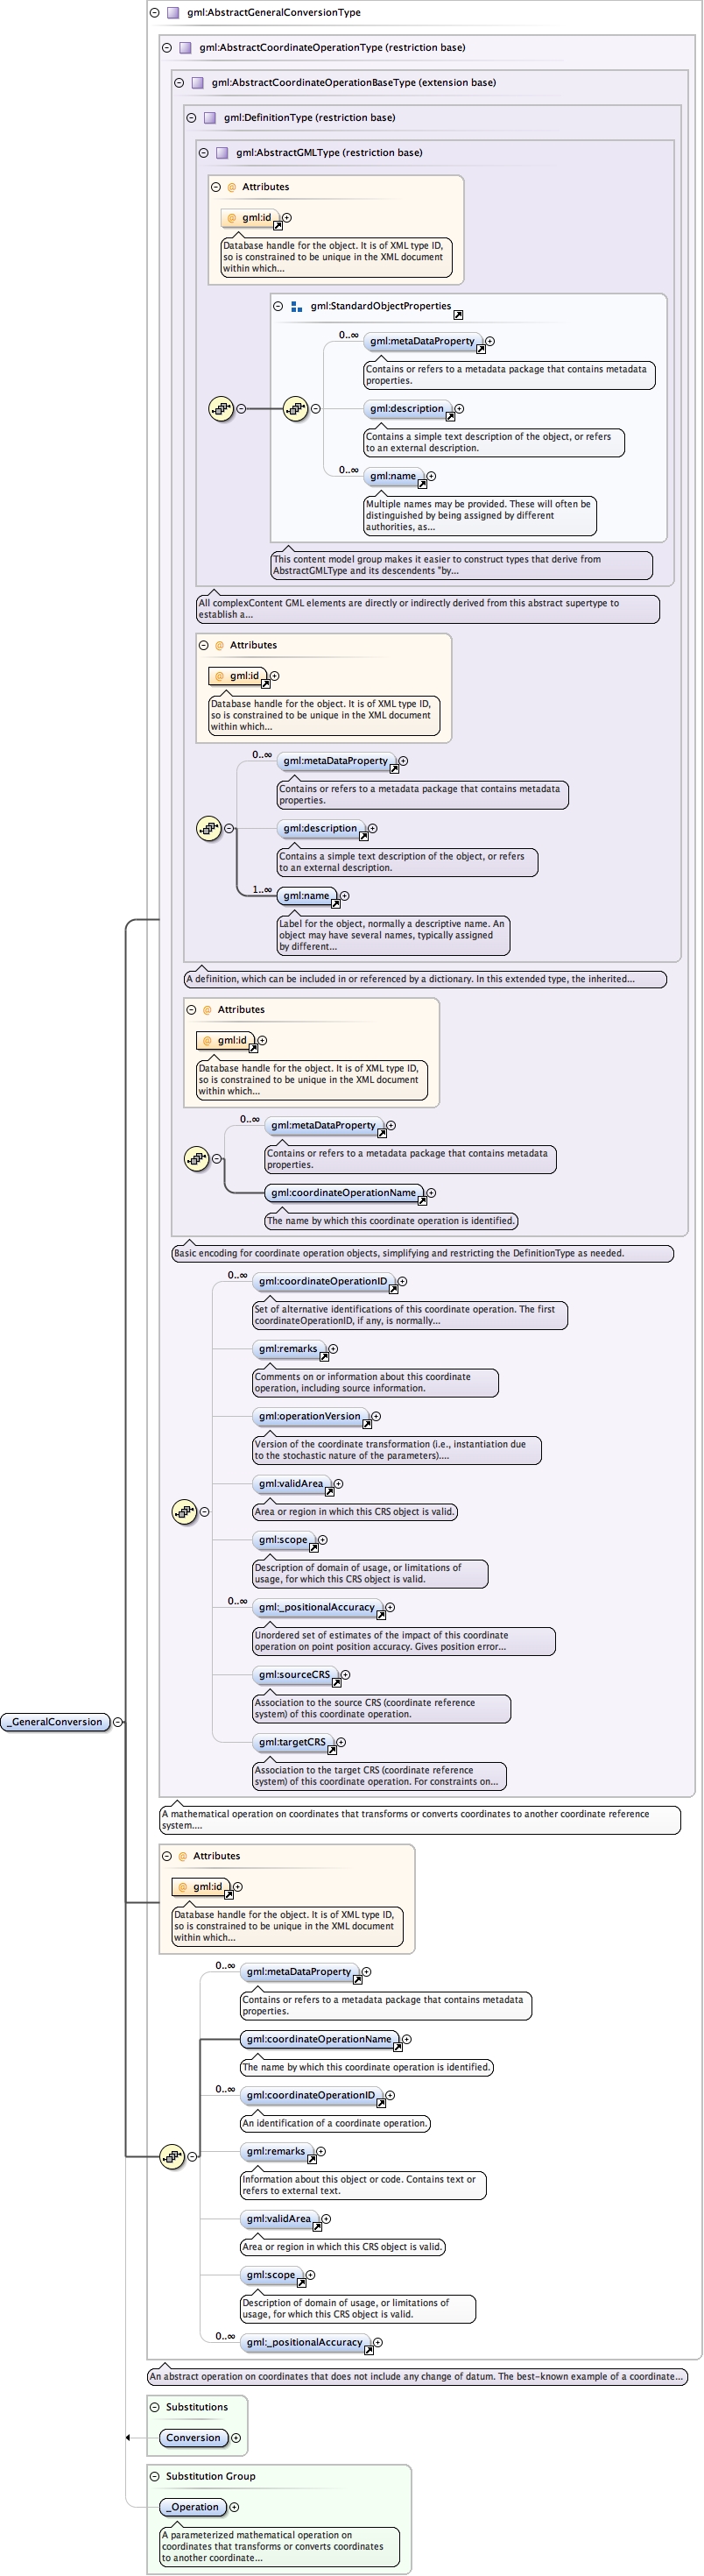 gml:AbstractGeneralConversionType
gml:AbstractCoordinateOperationType (restriction base)
gml:AbstractCoordinateOperationBaseType (extension base)
gml:DefinitionType (restriction base)
gml:AbstractGMLType (restriction base)
@ Attributes
@ gml:id
Database handle for the object. It is of XML type ID,
so is constrained to be unique in the XML document
within which...
gml:StandardObjectProperties
0..∞
gml:metaDataProperty
Contains or refers to a metadata package that contains metadata
properties.
gml:description
Contains a simple text description of the object, or refers
to an external description.
0..∞
gml:name
Multiple names may be provided. These will often be
distinguished by being assigned by different
authorities, as...
This content model group makes it easier to construct types that derive from
AbstractGMLType and its descendents "by...
All complexContent GML elements are directly or indirectly derived from this abstract supertype to
establish a...
@ Attributes
@ gml:id
Database handle for the object. It is of XML type ID,
so is constrained to be unique in the XML document
within which...
0..∞
gml:metaDataProperty
Contains or refers to a metadata package that contains metadata
properties.
gml:description
Contains a simple text description of the object, or refers
to an external description.
1..∞
gml:name
Label for the object, normally a descriptive name. An
object may have several names, typically assigned
by different...
A definition, which can be included in or referenced by a dictionary. In this extended type, the inherited...
@ Attributes
@ gml:id
Database handle for the object. It is of XML type ID,
so is constrained to be unique in the XML document
within which...
0..∞
gml:metaDataProperty
Contains or refers to a metadata package that contains metadata
properties.
gml:coordinateOperationName
The name by which this coordinate operation is identified.
Basic encoding for coordinate operation objects, simplifying and restricting the DefinitionType as needed.
0..∞
gml:coordinateOperationID
Set of alternative identifications of this coordinate operation. The first
coordinateOperationID, if any, is normally...
gml:remarks
Comments on or information about this coordinate
operation, including source information.
gml:operationVersion
Version of the coordinate transformation (i.e., instantiation due
to the stochastic nature of the parameters)....
gml:validArea
Area or region in which this CRS object is valid.
gml:scope
Description of domain of usage, or limitations of
usage, for which this CRS object is valid.
0..∞
gml:_positionalAccuracy
Unordered set of estimates of the impact of this coordinate
operation on point position accuracy. Gives position error...
gml:sourceCRS
Association to the source CRS (coordinate reference
system) of this coordinate operation.
_GeneralConversion
gml:targetCRS
Association to the target CRS (coordinate reference
system) of this coordinate operation. For constraints on...
A mathematical operation on coordinates that transforms or converts coordinates to another coordinate reference
system....
@ Attributes
@ gml:id
Database handle for the object. It is of XML type ID,
so is constrained to be unique in the XML document
within which...
0..∞
gml:metaDataProperty
Contains or refers to a metadata package that contains metadata
properties.
gml:coordinateOperationName
The name by which this coordinate operation is identified.
0..∞
gml:coordinateOperationID
An identification of a coordinate operation.
gml:remarks
Information about this object or code. Contains text or
refers to external text.
gml:validArea
Area or region in which this CRS object is valid.
gml:scope
Description of domain of usage, or limitations of
usage, for which this CRS object is valid.
0..∞
gml:_positionalAccuracy
An abstract operation on coordinates that does not include any change of datum. The best-known example of a coordinate...
Substitutions
Conversion
Substitution Group
_Operation
A parameterized mathematical operation on
coordinates that transforms or converts coordinates
to another coordinate...